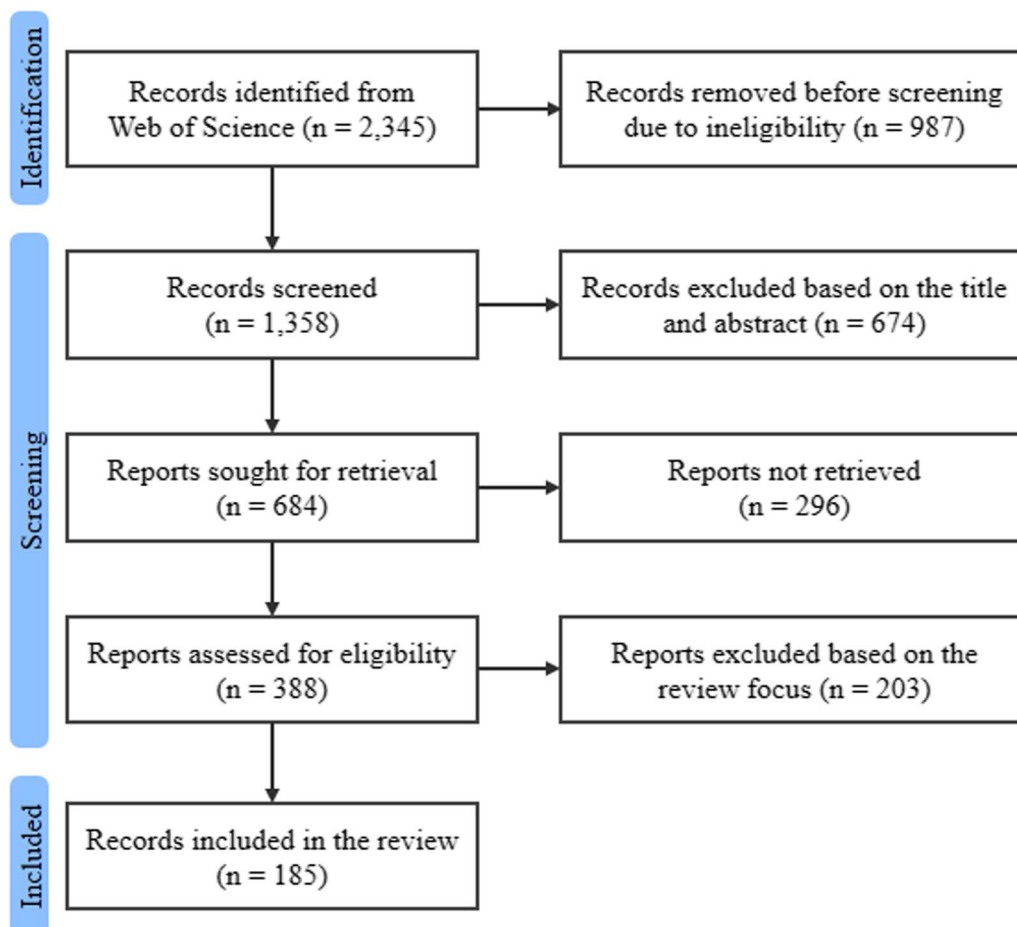 Identification
Records identified from
Web of Science (n = 2,345)
Records removed before screening
due to ineligibility (n = 987)
Screening
Records screened
(n = 1,358)
Records excluded based on the title
and abstract (n = 674)
Reports sought for retrieval
(n = 684)
Reports not retrieved
(n = 296)
Reports assessed for eligibility
(n = 388)
Reports excluded based on the
review focus (n = 203)
Included
Records included in the review
(n = 185)